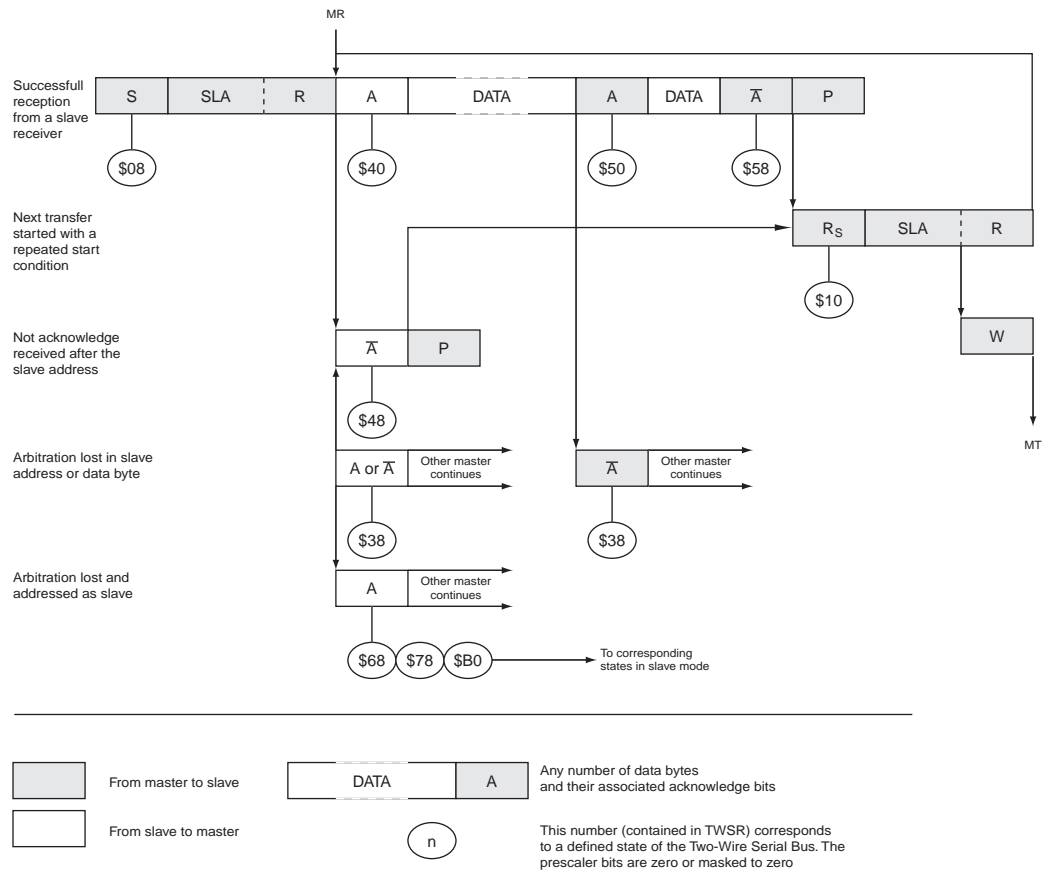 MR
Successfull
reception
from a slave
receiver
S SLA R A DATA A DATA A̅ P
$08 $40 $50 $58
Next transfer
started with a
repeated start
condition
RS SLA R
$10
Not acknowledge
received after the
slave address
A̅ P
W
$48
MT
Arbitration lost in slave
address or data byte
A or A̅
Other master
continues
A̅
Other master
continues
$38 $38
Arbitration lost and
addressed as slave
A
Other master
continues
$68 $78 $B0
To corresponding
states in slave mode
From master to slave
DATA A
Any number of data bytes
and their associated acknowledge bits
From slave to master
n
This number (contained in TWSR) corresponds
to a defined state of the Two-Wire Serial Bus. The
prescaler bits are zero or masked to zero